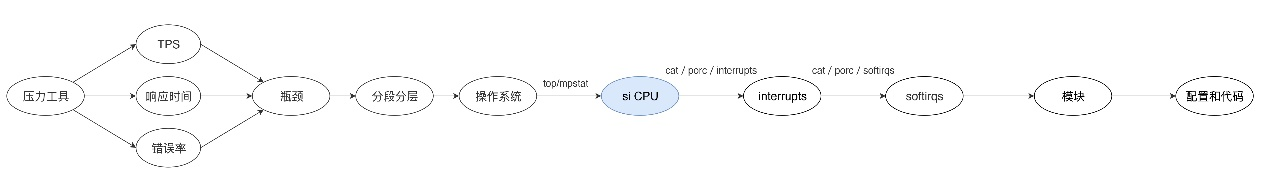 压力工具
TPS
响应时间
错误率
瓶颈
分段分层
操作系统
top/mpstat
si CPU
cat / porc / interrupts
interrupts
cat / porc / softirqs
softirqs
模块
配置和代码